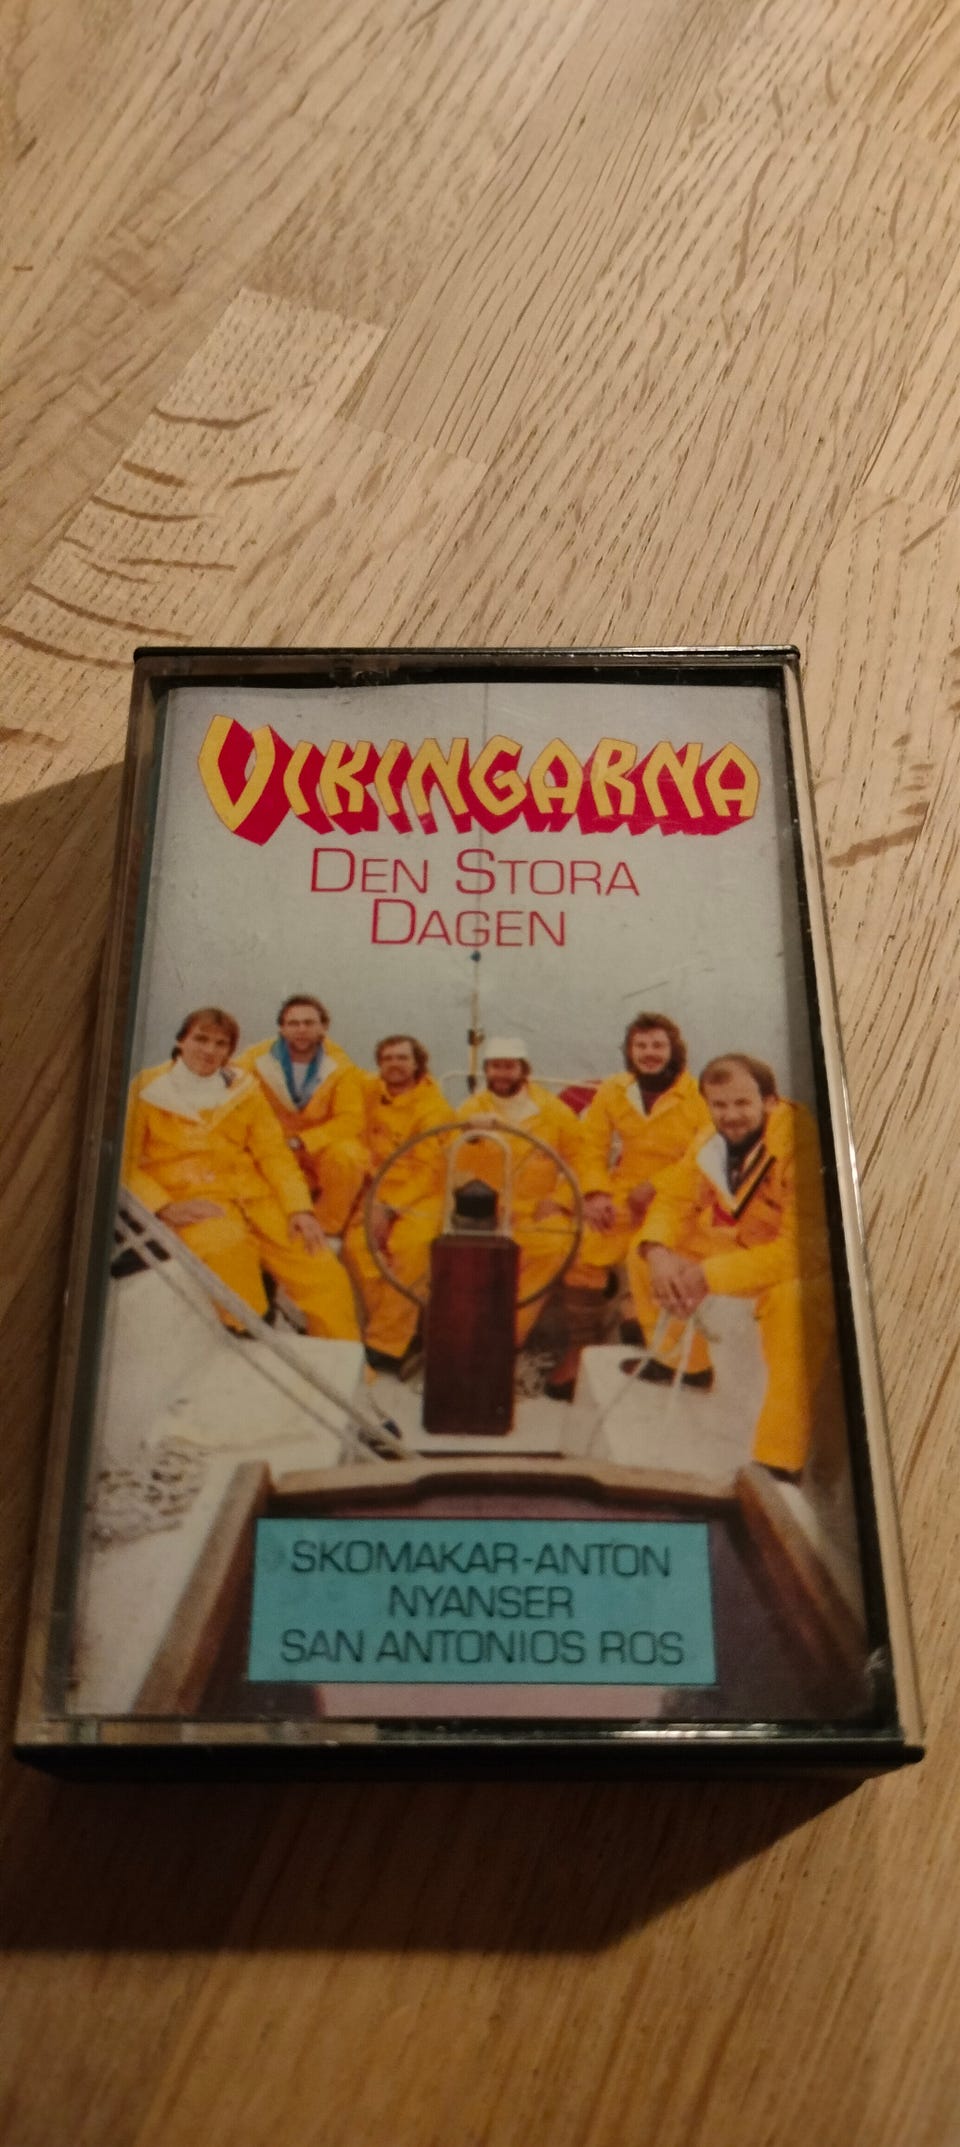 VIKINGARNA
DEN STORA
DAGEN
SKOMAKAR-ANTON
NYANSER
SAN ANTONIOS ROS